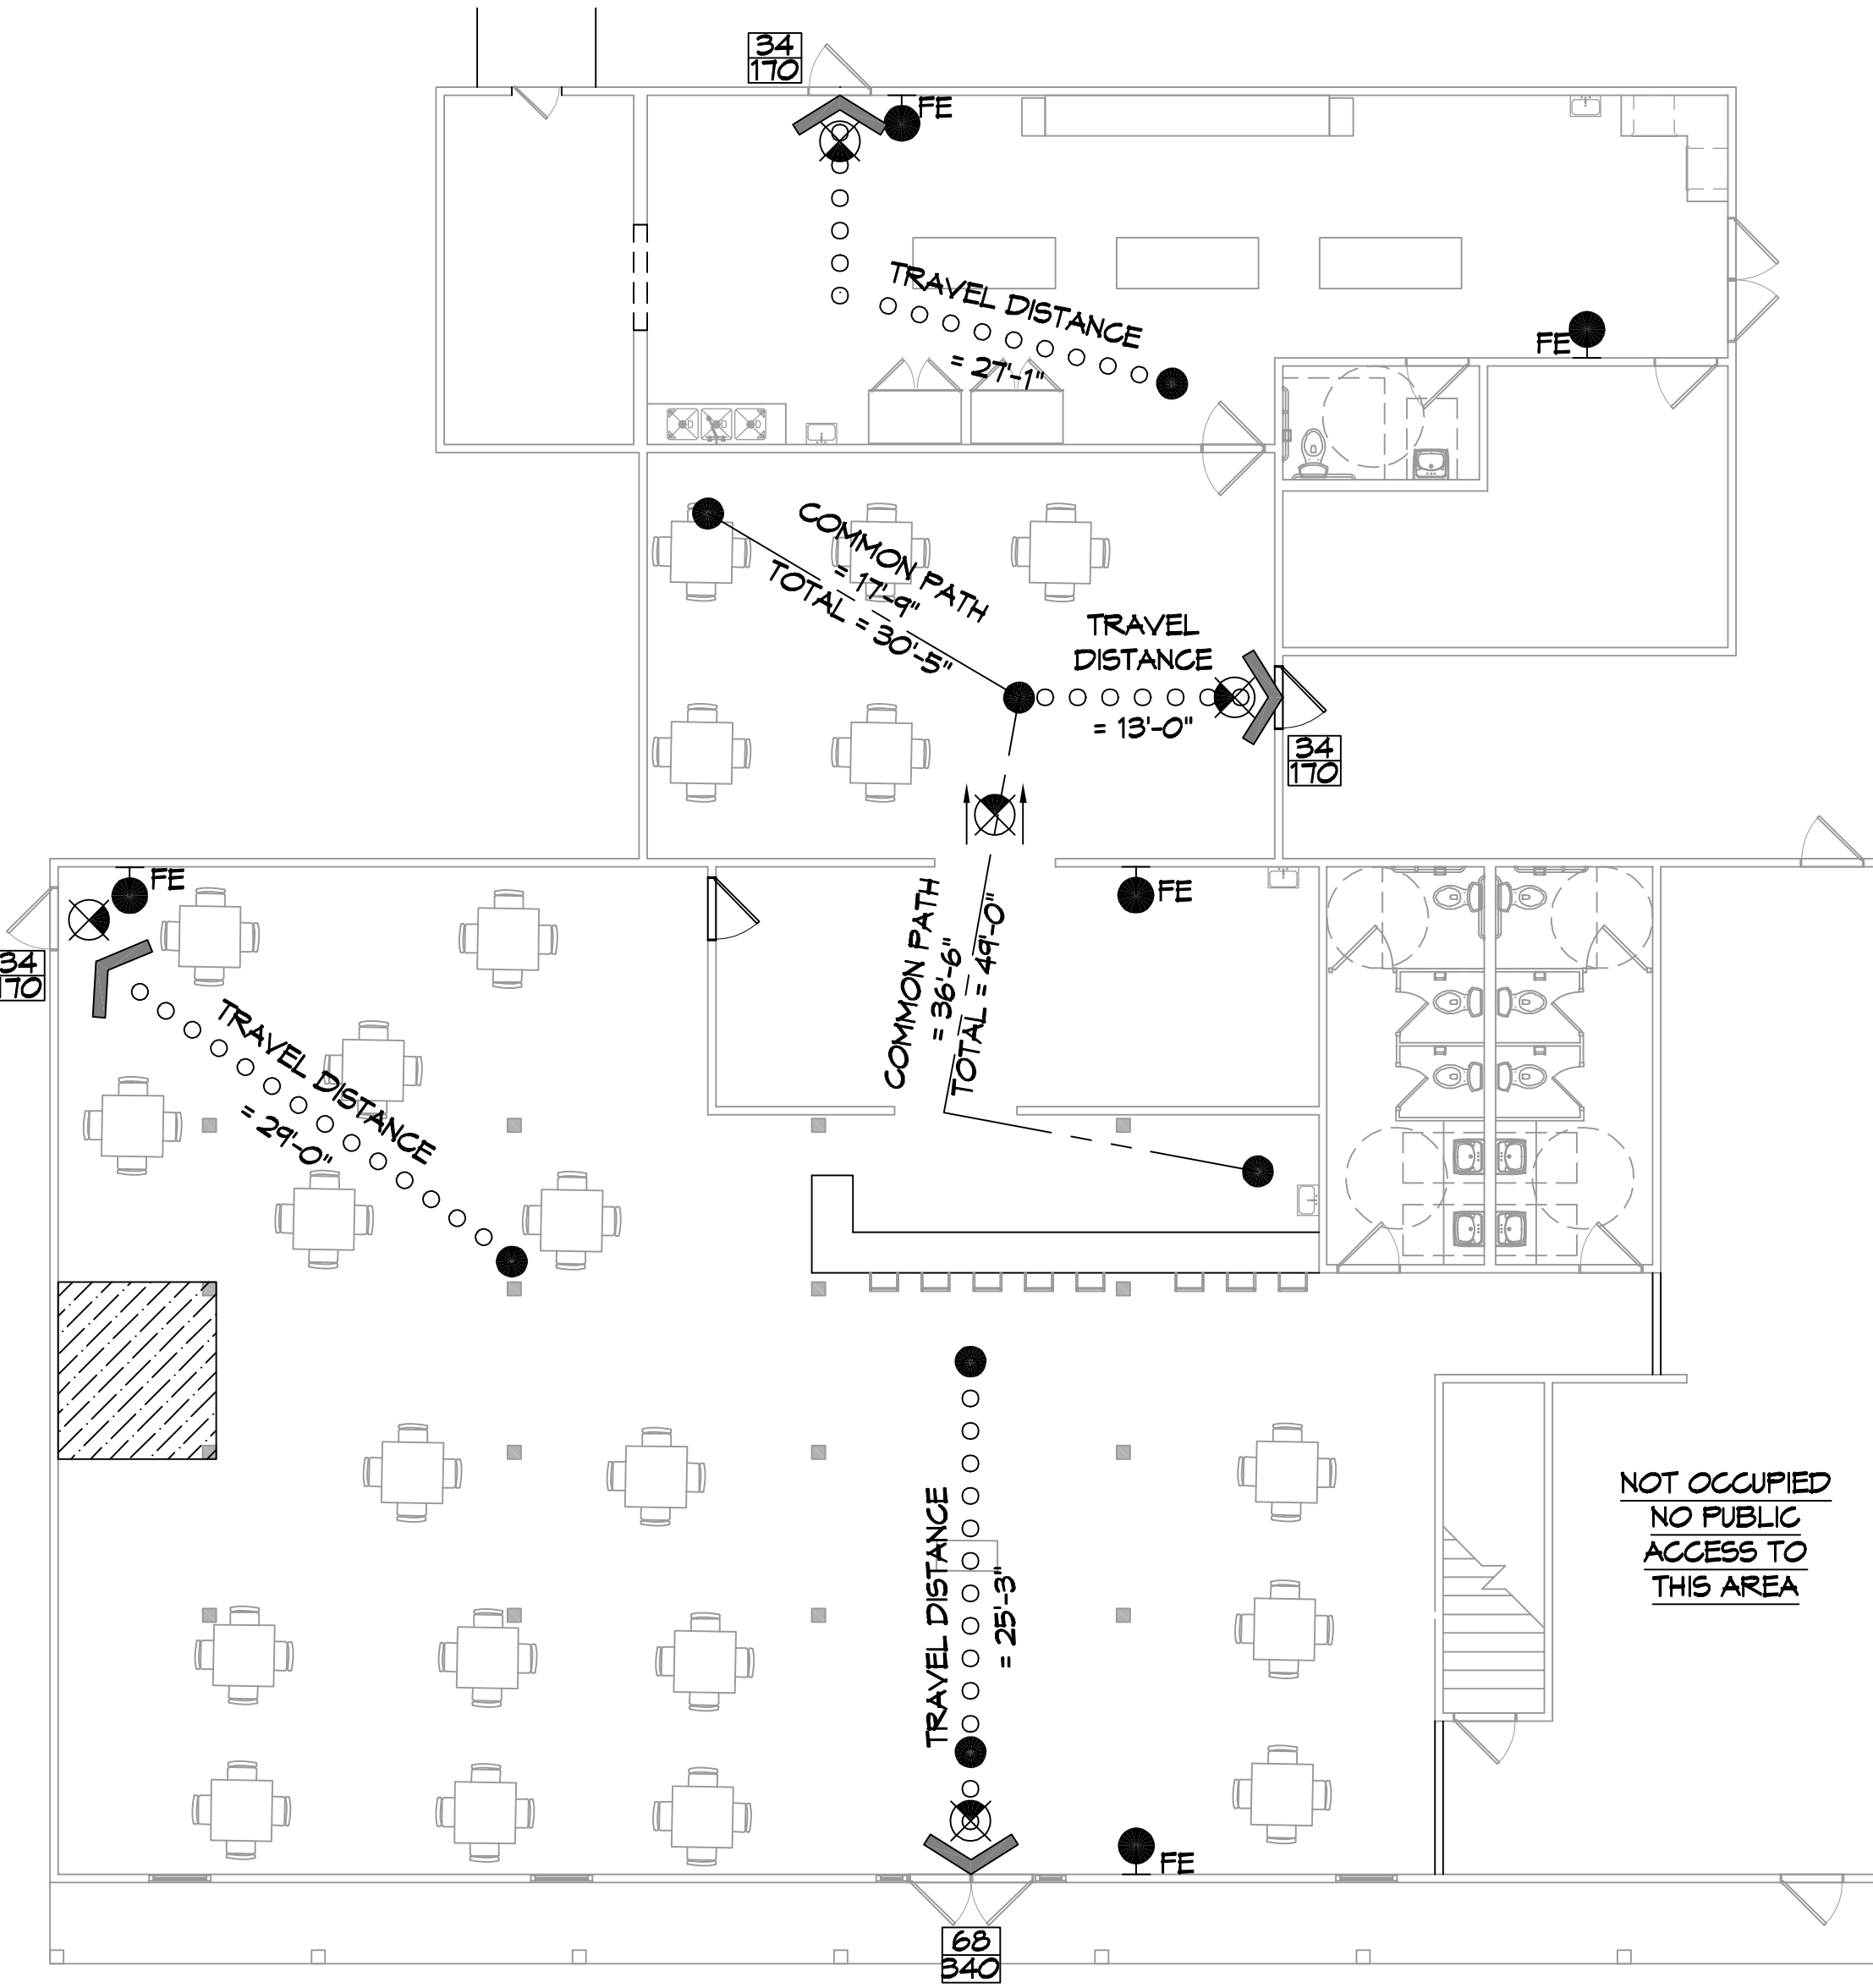 34
170
FE
TRAVEL DISTANCE
= 27'-1"
FE
COMMON PATH
= 17'-9"
TOTAL = 30'-5"
TRAVEL
DISTANCE
= 13'-0"
34
170
FE
FE
34
170
COMMON PATH
= 36'-6"
TOTAL = 49'-0"
TRAVEL DISTANCE
= 29'-0"
TRAVEL DISTANCE
= 25'-3"
NOT OCCUPIED
NO PUBLIC
ACCESS TO
THIS AREA
FE
68
340